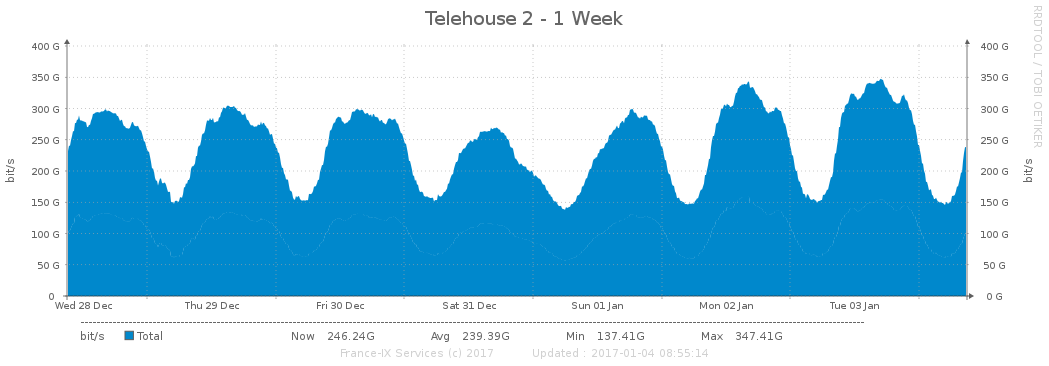 Telehouse 2 - 1 Week
RRDTOOL / TOBI OETIKER
bit/s
400 G 400 G
350 G 350 G
300 G 300 G
250 G 250 G
200 G 200 G
150 G 150 G
100 G 100 G
50 G 50 G
0 0 G
bit/s
Wed 28 Dec Thu 29 Dec Fri 30 Dec Sat 31 Dec Sun 01 Jan Mon 02 Jan Tue 03 Jan
bit/s Total Now 246.24G Avg 239.39G Min 137.41G Max 347.41G
France-IX Services (c) 2017 Updated : 2017-01-04 08:55:14